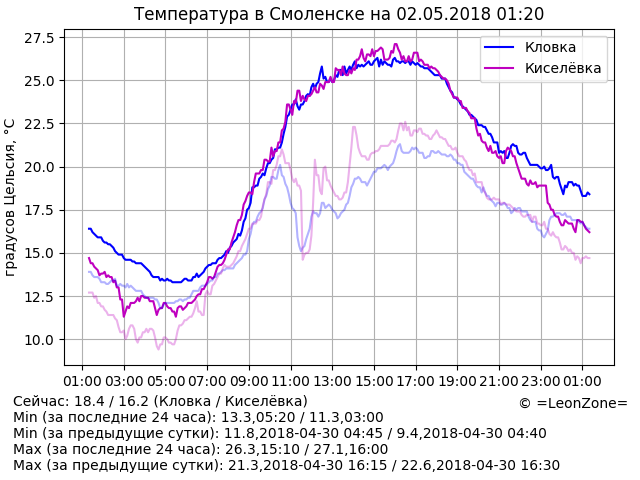 Температура в Смоленске на 02.05.2018 01:20
27.5
25.0
22.5
20.0
17.5
15.0
12.5
10.0
градусов Цельсия, °C
Кловка
Киселёвка
01:00 03:00 05:00 07:00 09:00 11:00 13:00 15:00 17:00 19:00 21:00 23:00 01:00
Сейчас: 18.4 / 16.2 (Кловка / Киселёвка)
© =LeonZone=
Min (за последние 24 часа): 13.3,05:20 / 11.3,03:00
Min (за предыдущие сутки): 11.8,2018-04-30 04:45 / 9.4,2018-04-30 04:40
Max (за последние 24 часа): 26.3,15:10 / 27.1,16:00
Max (за предыдущие сутки): 21.3,2018-04-30 16:15 / 22.6,2018-04-30 16:30